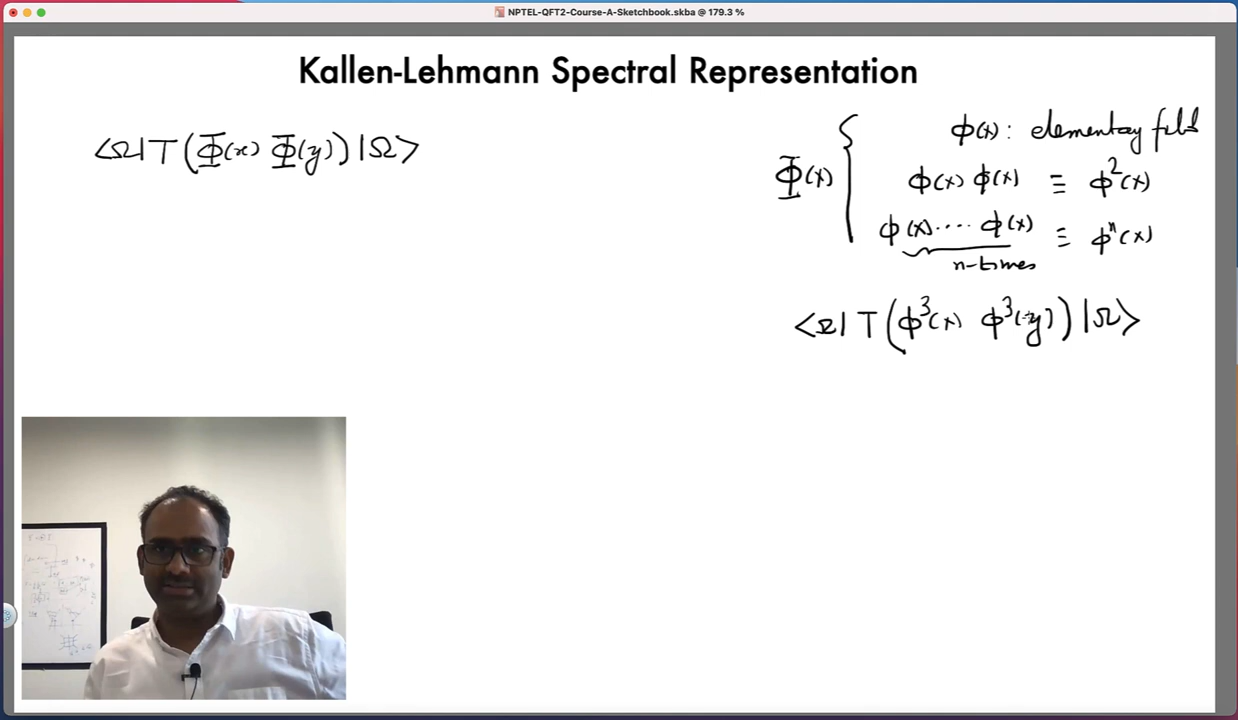 NPTEL-QFT2-Course-A-Sketchbook.skba @ 179.3 %
Kallen-Lehmann Spectral Representation
<Ω|T(Φ(x) Φ(y))|Ω>
ϕ(x): elementary field
Φ(x) { ϕ(x) ϕ(x) ≡ ϕ²(x)
ϕ(x)....ϕ(x) ≡ ϕⁿ(x)
n-times
<Ω|T(ϕ³(x) ϕ³(y))|Ω>